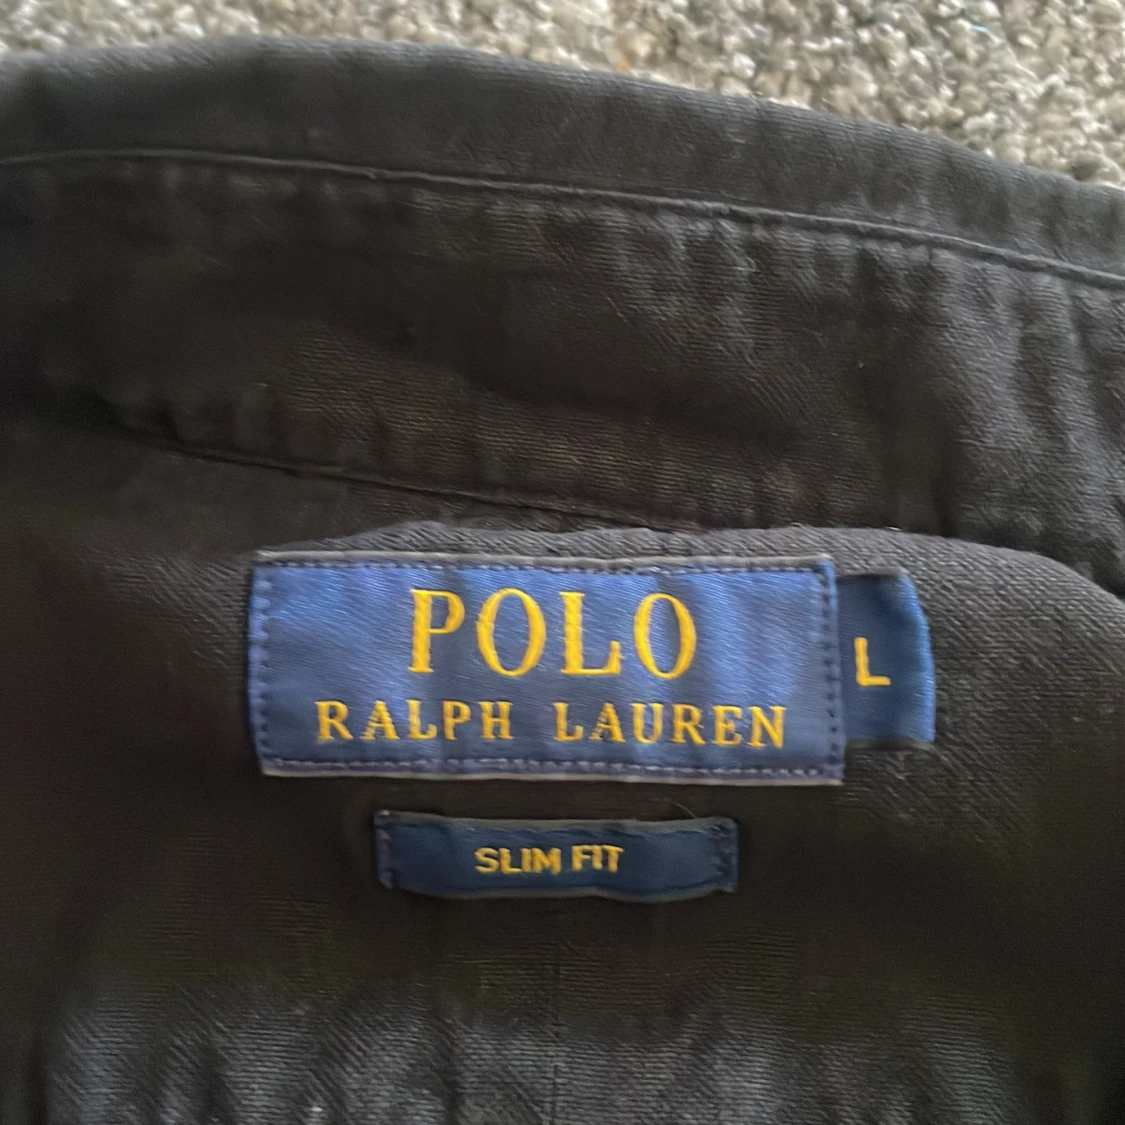 POLO
RALPH LAUREN
L
SLIM FIT